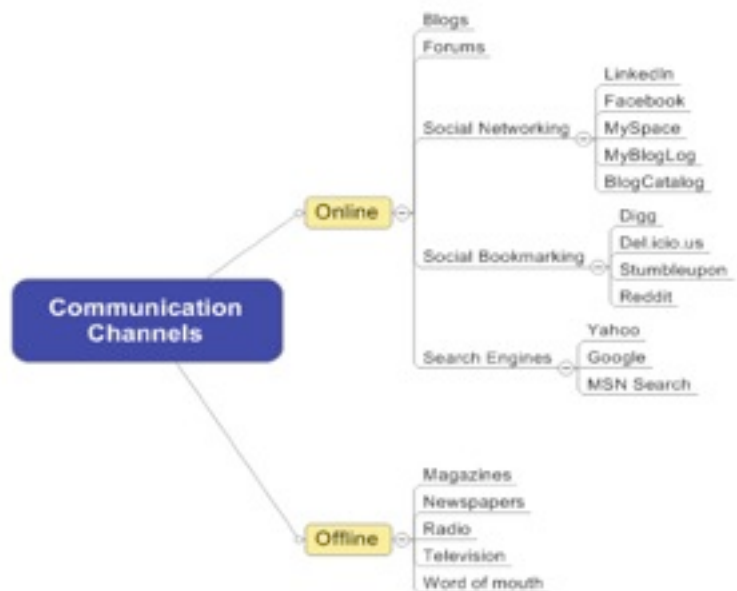 Communication
Channels
Online
Blogs
Forums
Social Networking
LinkedIn
Facebook
MySpace
MyBlogLog
BlogCatalog
Social Bookmarking
Digg
Del.icio.us
Stumbleupon
Reddit
Search Engines
Yahoo
Google
MSN Search
Offline
Magazines
Newspapers
Radio
Television
Word of mouth